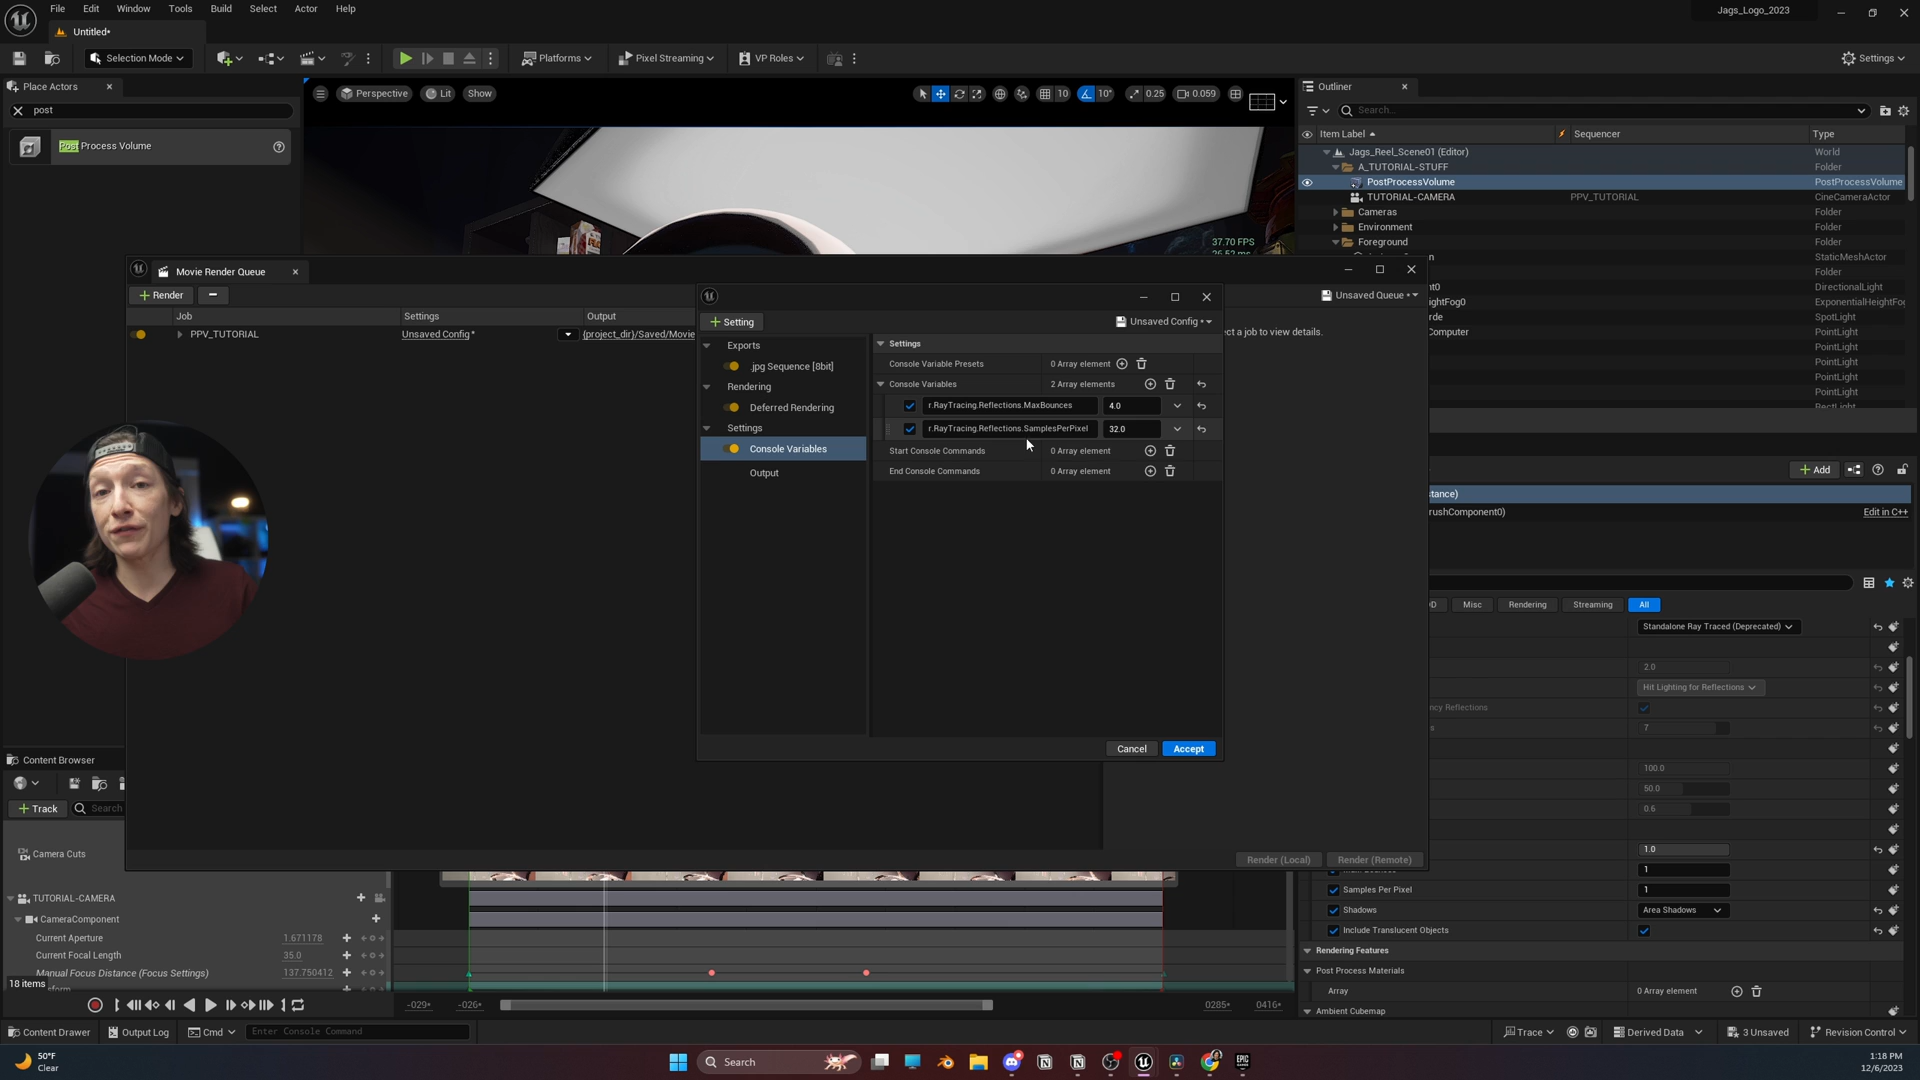 File Edit Window Tools Build Select Actor Help
Jags_Logo_2023
Untitled*
Selection Mode
Platforms
Pixel Streaming
VP Roles
Settings
Place Actors
post
Post Process Volume
Perspective Lit Show
10 10° 0.25 0.059
37.70 FPS
Outliner
Search...
Item Label Sequencer Type
Jags_Reel_Scene01 (Editor) World
A_TUTORIAL-STUFF Folder
PostProcessVolume PostProcessVolume
TUTORIAL-CAMERA PPV_TUTORIAL CineCameraActor
Cameras Folder
Environment Folder
Foreground Folder
StaticMeshActor
Folder
DirectionalLight
ExponentialHeightFog
SpotLight
Computer PointLight
PointLight
PointLight
PointLight
PointLight
RectLight
Movie Render Queue
Render
Unsaved Queue *
Job Settings Output
PPV_TUTORIAL Unsaved Config * {project_dir}/Saved/Movie
ct a job to view details.
Setting
Unsaved Config *
Exports
.jpg Sequence [8bit]
Rendering
Deferred Rendering
Settings
Console Variables
Output
Settings
Console Variable Presets 0 Array element
Console Variables 2 Array elements
r.RayTracing.Reflections.MaxBounces 4.0
r.RayTracing.Reflections.SamplesPerPixel 32.0
Start Console Commands 0 Array element
End Console Commands 0 Array element
Cancel Accept
Render (Local) Render (Remote)
Add
tance)
rushComponent0) Edit in C++
Misc Rendering Streaming All
Standalone Ray Traced (Deprecated)
2.0
Hit Lighting for Reflections
ncy Reflections
7
100.0
50.0
0.6
1.0
1
Samples Per Pixel 1
Shadows Area Shadows
Include Translucent Objects
Rendering Features
Post Process Materials
Array 0 Array element
Ambient Cubemap
Content Browser
Track
Search
Camera Cuts
TUTORIAL-CAMERA
CameraComponent
Current Aperture 1.671178
Current Focal Length 35.0
Manual Focus Distance (Focus Settings) 137.750412
18 items
-029* -026* 0285* 0416*
Content Drawer Output Log Cmd Enter Console Command
Trace Derived Data 3 Unsaved Revision Control
50°F
Clear
Search
1:18 PM
12/6/2023